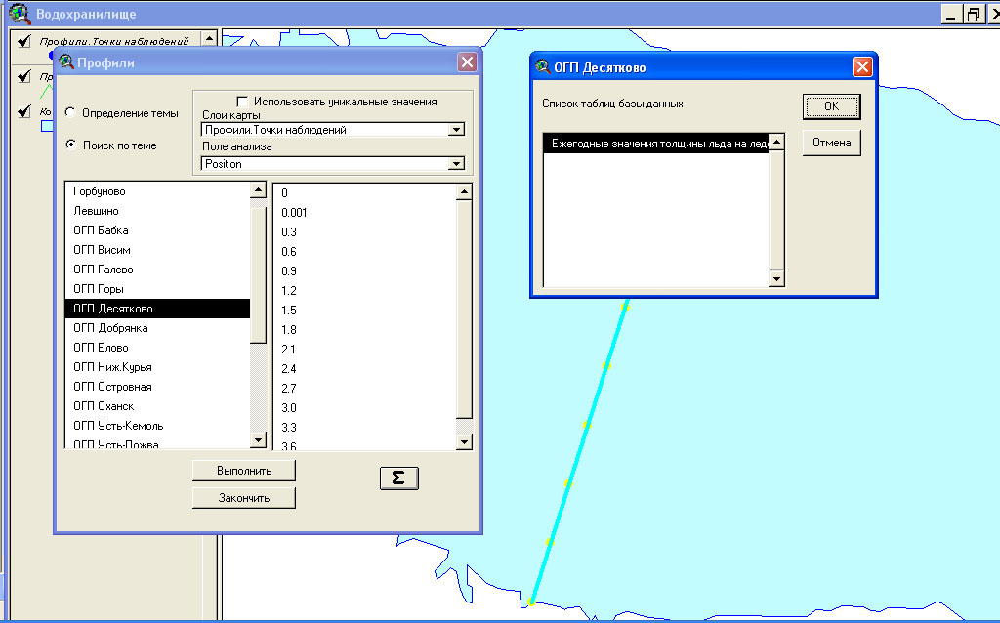 Водохранилище
Профили.Точки наблюдений
Пр
Ко
Профили
Определение темы
Поиск по теме
Использовать уникальные значения
Слои карты
Профили.Точки наблюдений
Поле анализа
Position
Горбуново
Левшино
ОГП Бабка
ОГП Висим
ОГП Галево
ОГП Горы
ОГП Десятково
ОГП Добрянка
ОГП Елово
ОГП Ниж.Курья
ОГП Островная
ОГП Оханск
ОГП Усть-Кемоль
ОГП Усть-Пожва
0
0.001
0.3
0.6
0.9
1.2
1.5
1.8
2.1
2.4
2.7
3.0
3.3
3.6
Выполнить
Закончить
Σ
ОГП Десятково
Список таблиц базы данных
Ежегодные значения толщины льда на лед
OK
Отмена